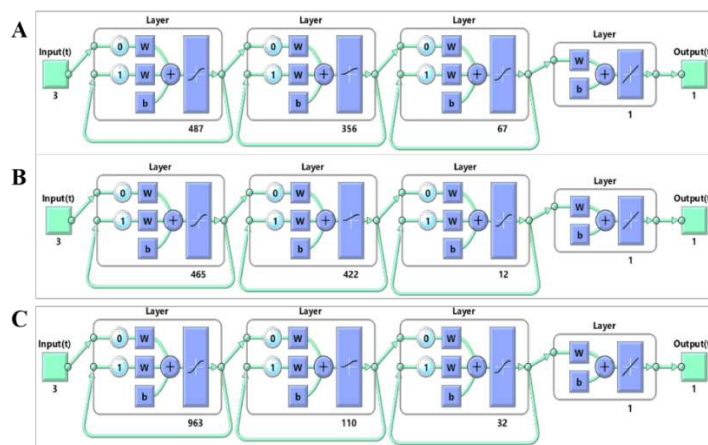 A
Layer Layer Layer Layer
Input(t) Output(t)
0 W 0 W 0 W W
1 W + 1 W + 1 W + +
b b b b
3 487 356 67 1 1
B
Layer Layer Layer Layer
Input(t) Output(t)
0 W 0 W 0 W W
1 W + 1 W + 1 W + +
b b b b
3 465 422 12 1 1
C
Layer Layer Layer Layer
Input(t) Output(t)
0 W 0 W 0 W W
1 W + 1 W + 1 W + +
b b b b
3 963 110 32 1 1